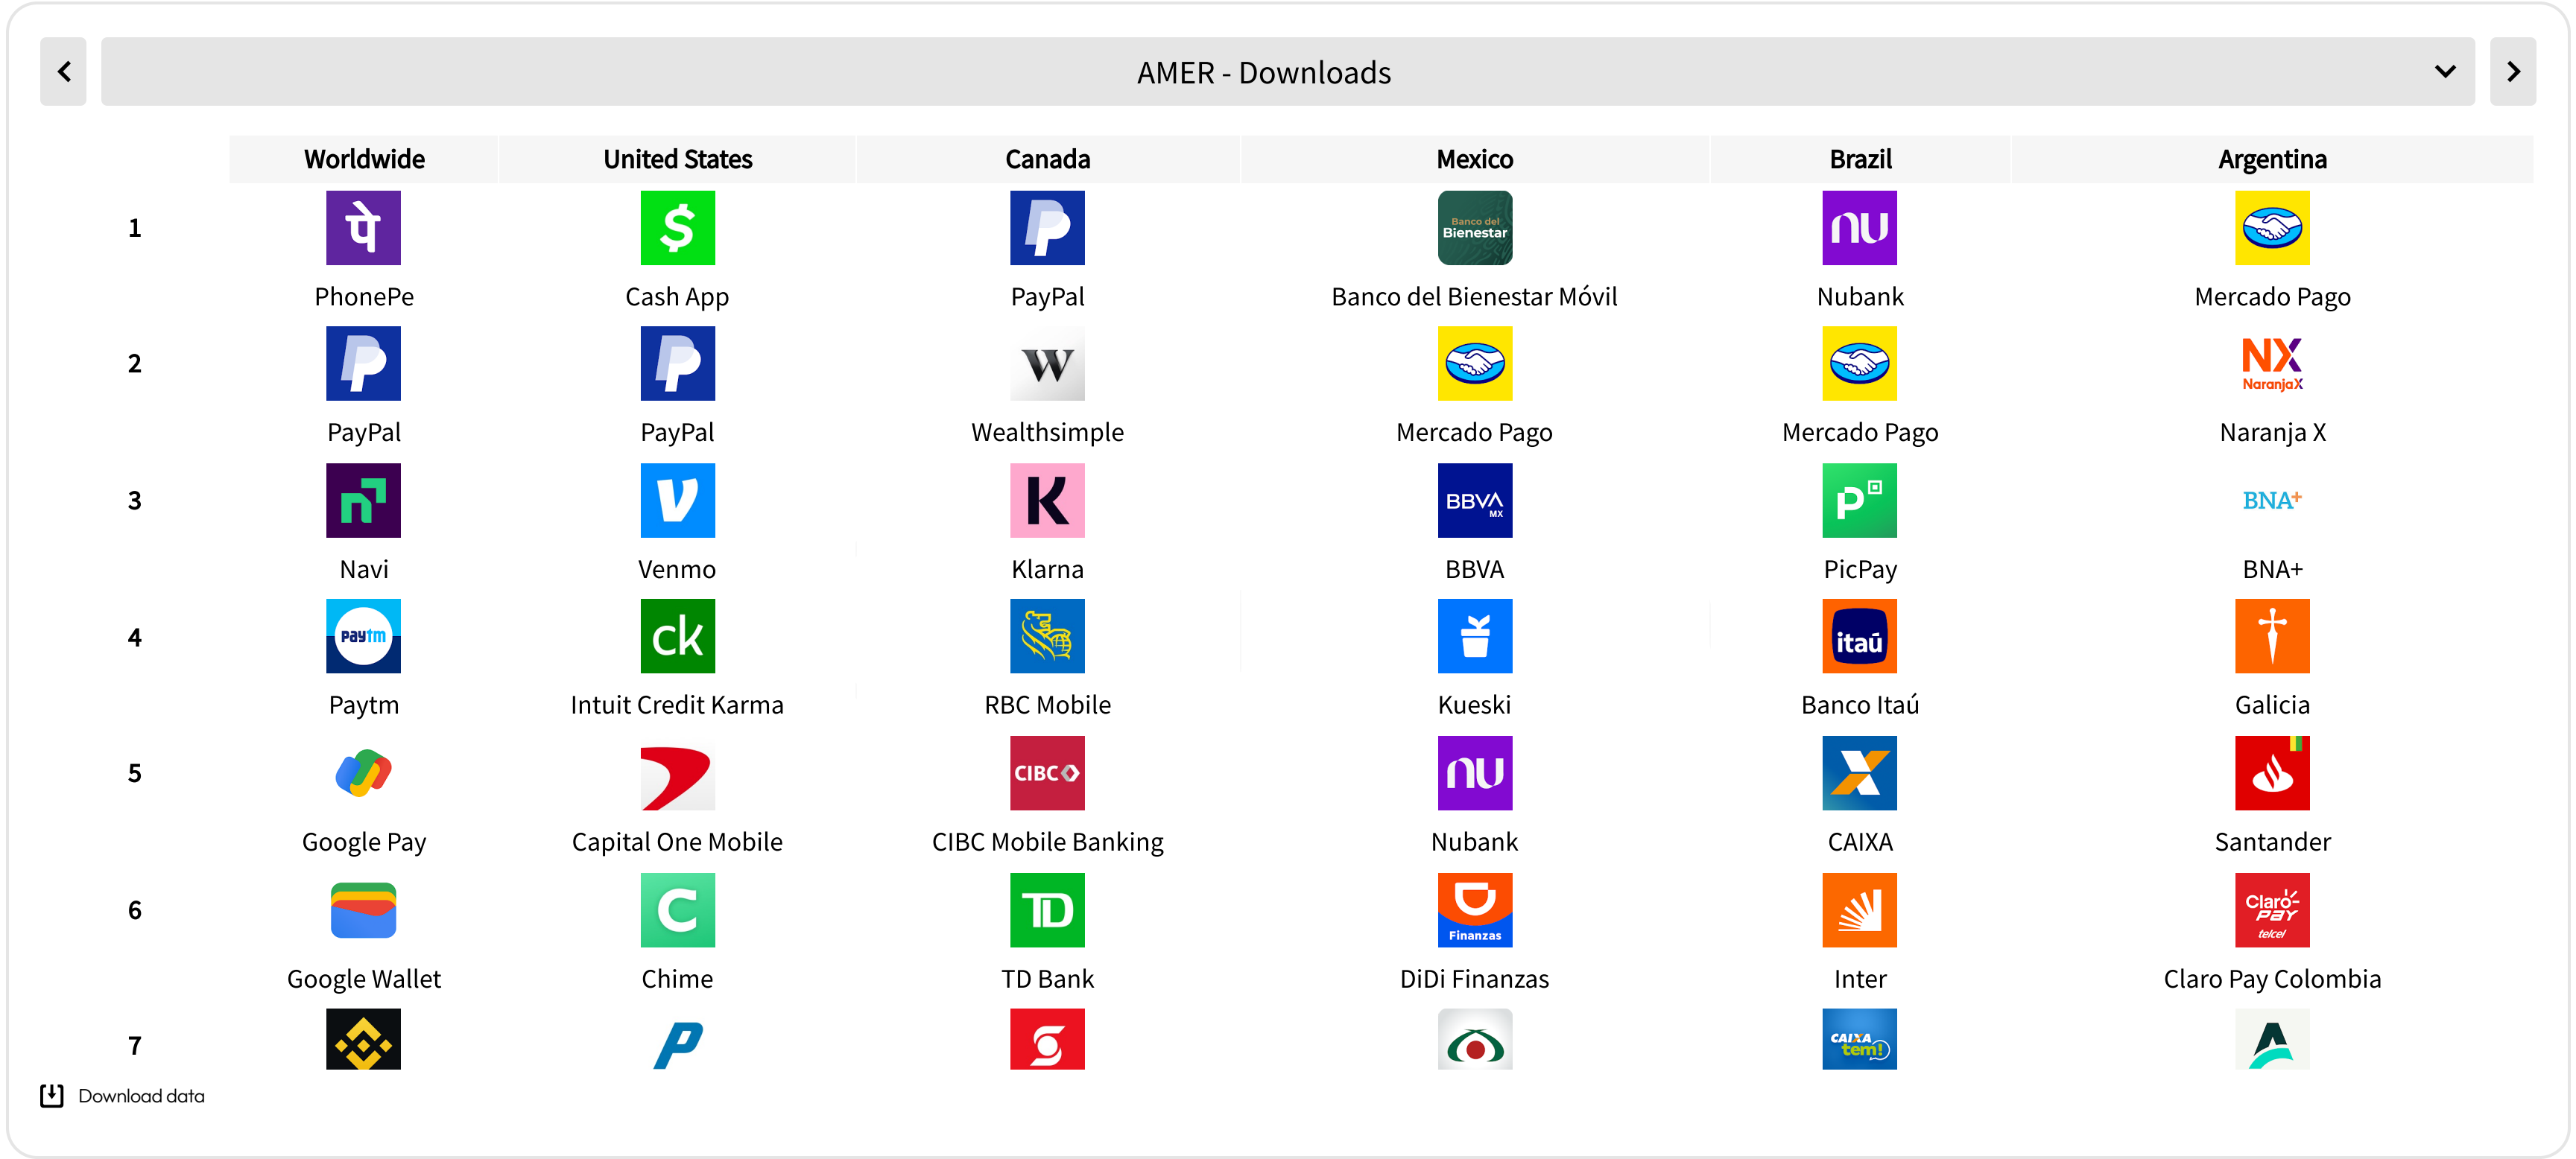 AMER - Downloads
Worldwide United States Canada Mexico Brazil Argentina
1
पे $ P Banco del Bienestar nu
PhonePe Cash App PayPal Banco del Bienestar Móvil Nubank Mercado Pago
2
P P W NX NaranjaX
PayPal PayPal Wealthsimple Mercado Pago Mercado Pago Naranja X
3
n V K BBVA MX P BNA+
Navi Venmo Klarna BBVA PicPay BNA+
4
paytm ck itaú
Paytm Intuit Credit Karma RBC Mobile Kueski Banco Itaú Galicia
5
CIBC nu X
Google Pay Capital One Mobile CIBC Mobile Banking Nubank CAIXA Santander
6
C TD D Finanzas Claro Pay telcel
Google Wallet Chime TD Bank DiDi Finanzas Inter Claro Pay Colombia
7
P S CAIXA tem! A
Download data